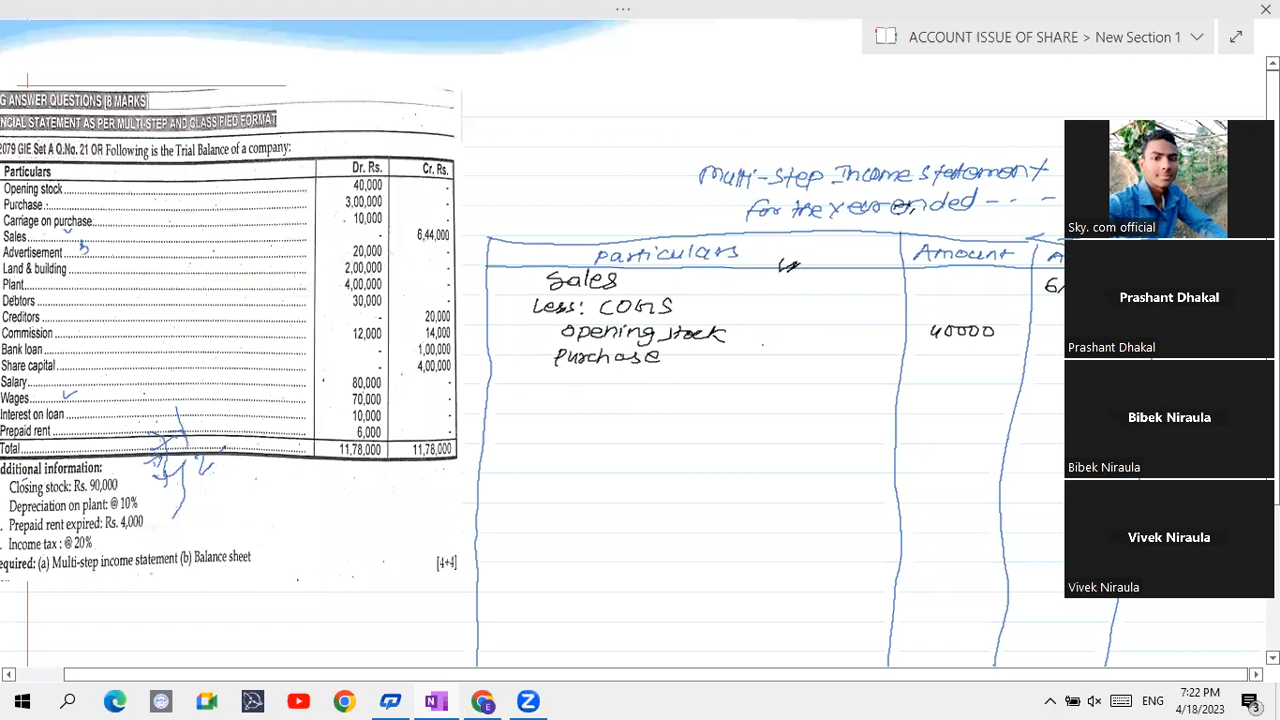 ACCOUNT ISSUE OF SHARE > New Section 1
G ANSWER QUESTIONS (8 MARKS)
NCIAL STATEMENT AS PER MULTI-STEP AND CLASSIFIED FORMAT
2079 GIE Set A Q.No. 21 OR Following is the Trial Balance of a company:
Particulars Dr. Rs. Cr. Rs.
Opening stock 40,000 -
Purchase 3,00,000 -
Carriage on purchase 10,000 -
Sales - 6,44,000
Advertisement 20,000 -
Land & building 2,00,000 -
Plant 4,00,000 -
Debtors 30,000 -
Creditors - 20,000
Commission 12,000 14,000
Bank loan - 1,00,000
Share capital - 4,00,000
Salary 80,000 -
Wages 70,000 -
Interest on loan 10,000 -
Prepaid rent 6,000 -
Total 11,78,000 11,78,000
dditional information:
Closing stock: Rs. 90,000
Depreciation on plant: @ 10%
. Prepaid rent expired: Rs. 4,000
. Income tax : @ 20%
equired: (a) Multi-step income statement (b) Balance sheet [4+4]
Multi-step Income statement
for the year ended - - -
particulars Amount A
Sales 6,
Less: COGS
opening stock 40000
purchase
Sky. com official
Prashant Dhakal
Prashant Dhakal
Bibek Niraula
Bibek Niraula
Vivek Niraula
Vivek Niraula
ENG
7:22 PM
4/18/2023
3